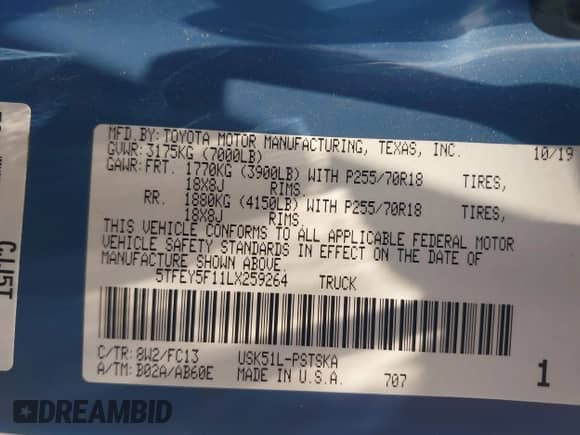 MFD.BY: TOYOTA MOTOR MANUFACTURING, TEXAS, INC. 10/19
GVWR: 3175KG (7000LB)
GAWR: FRT. 1770KG (3900LB) WITH P255/70R18 TIRES,
18x8J RIMS.
RR. 1880KG (4150LB) WITH P255/70R18 TIRES,
18x8J RIMS.
THIS VEHICLE CONFORMS TO ALL APPLICABLE FEDERAL MOTOR
VEHICLE SAFETY STANDARDS IN EFFECT ON THE DATE OF
MANUFACTURE SHOWN ABOVE.
5TFEY5F11LX259264 TRUCK
C/TR: 8W2/FC13 USK51L-PSTSKA
A/TM: B02A/AB60E MADE IN U.S.A. 707 1
DREAMBID